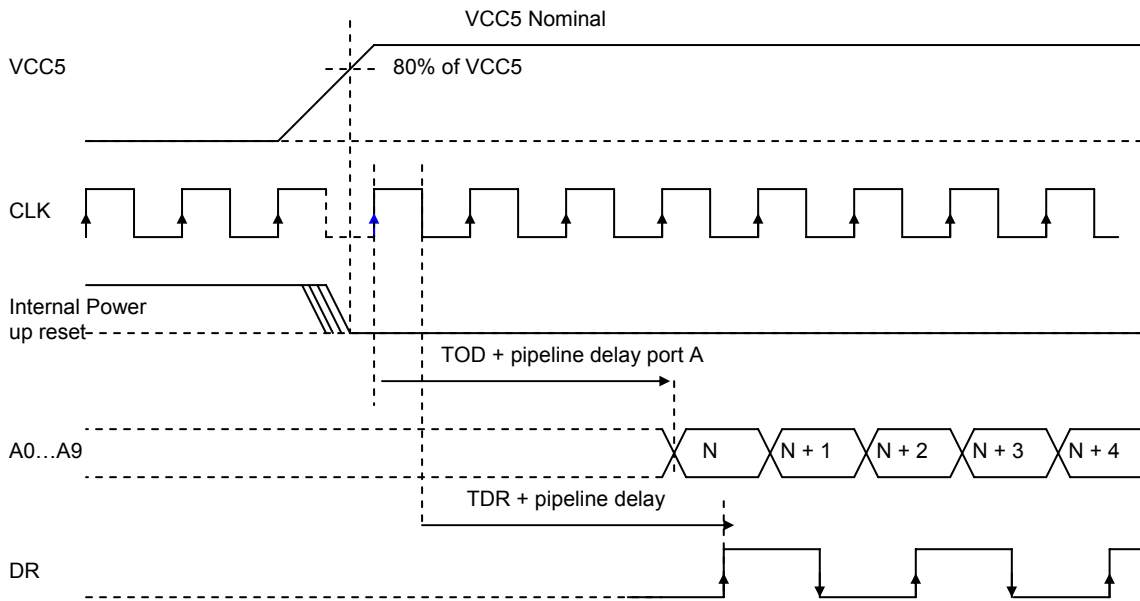 VCC5 Nominal
VCC5
80% of VCC5
CLK
Internal Power
up reset
TOD + pipeline delay port A
A0…A9
N
N + 1
N + 2
N + 3
N + 4
TDR + pipeline delay
DR